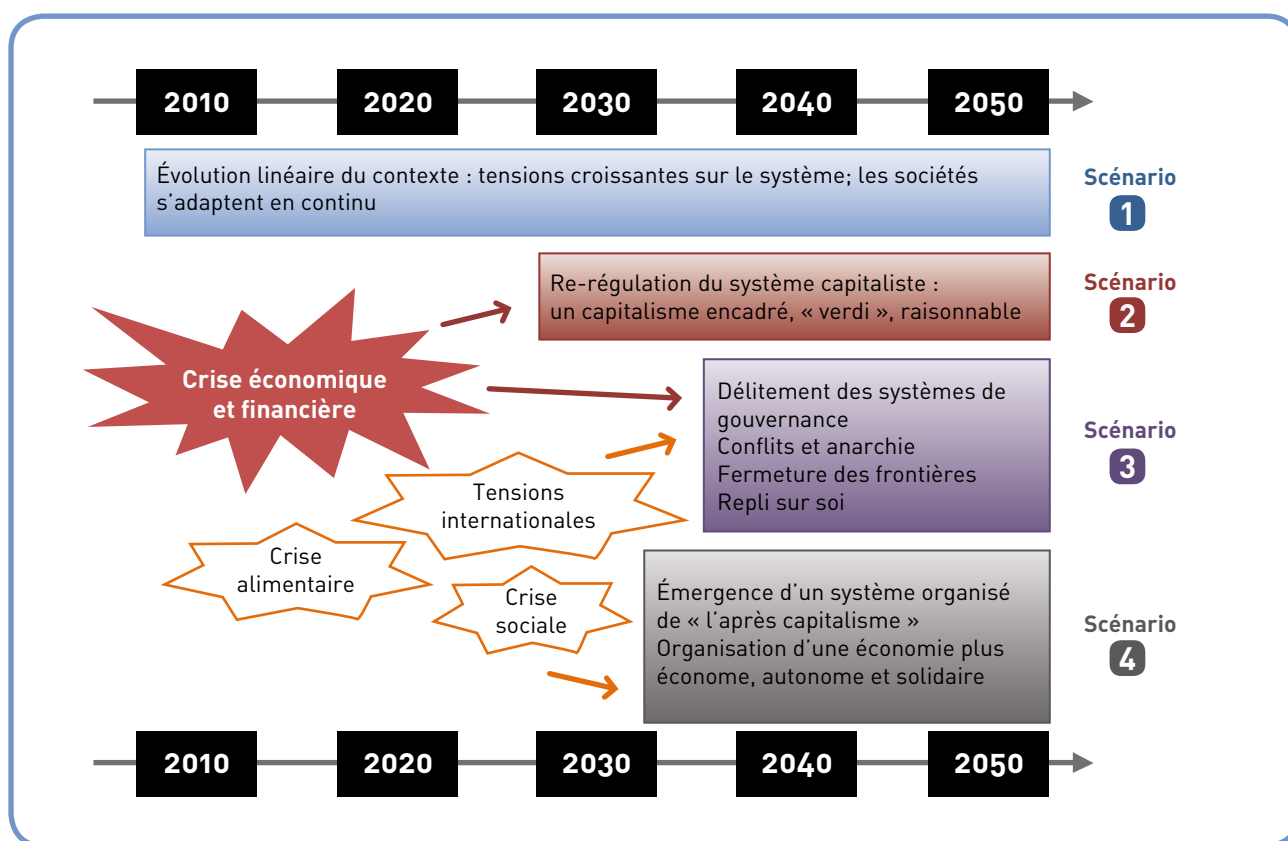 2010 2020 2030 2040 2050
Évolution linéaire du contexte : tensions croissantes sur le système; les sociétés
s’adaptent en continu
Scénario
1
Re-régulation du système capitaliste :
un capitalisme encadré, « verdi », raisonnable
Scénario
2
Crise économique
et financière
Délitement des systèmes de
gouvernance
Conflits et anarchie
Fermeture des frontières
Repli sur soi
Scénario
3
Tensions
internationales
Crise
alimentaire
Crise
sociale
Émergence d’un système organisé
de « l’après capitalisme »
Organisation d’une économie plus
économe, autonome et solidaire
Scénario
4
2010 2020 2030 2040 2050